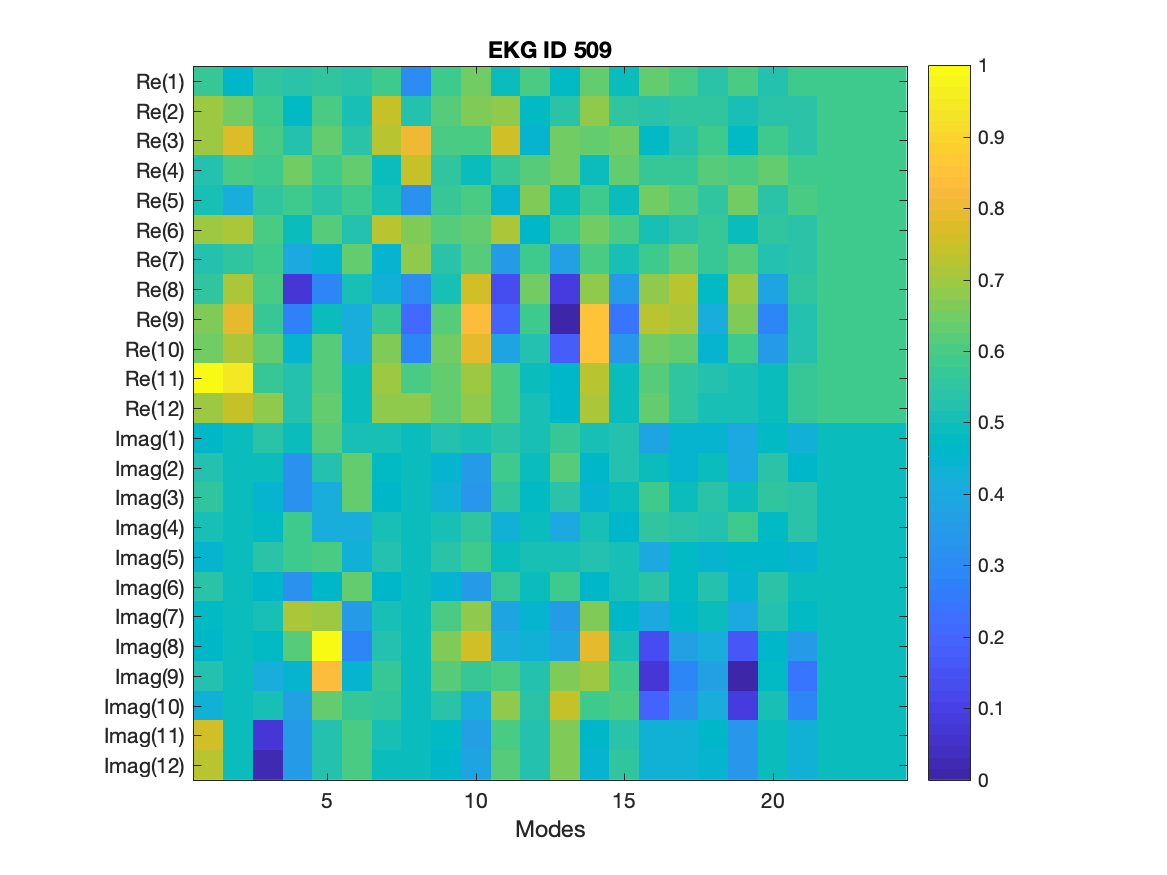 EKG ID 509
Re(1)
Re(2)
Re(3)
Re(4)
Re(5)
Re(6)
Re(7)
Re(8)
Re(9)
Re(10)
Re(11)
Re(12)
Imag(1)
Imag(2)
Imag(3)
Imag(4)
Imag(5)
Imag(6)
Imag(7)
Imag(8)
Imag(9)
Imag(10)
Imag(11)
Imag(12)
5 10 15 20
Modes
1
0.9
0.8
0.7
0.6
0.5
0.4
0.3
0.2
0.1
0